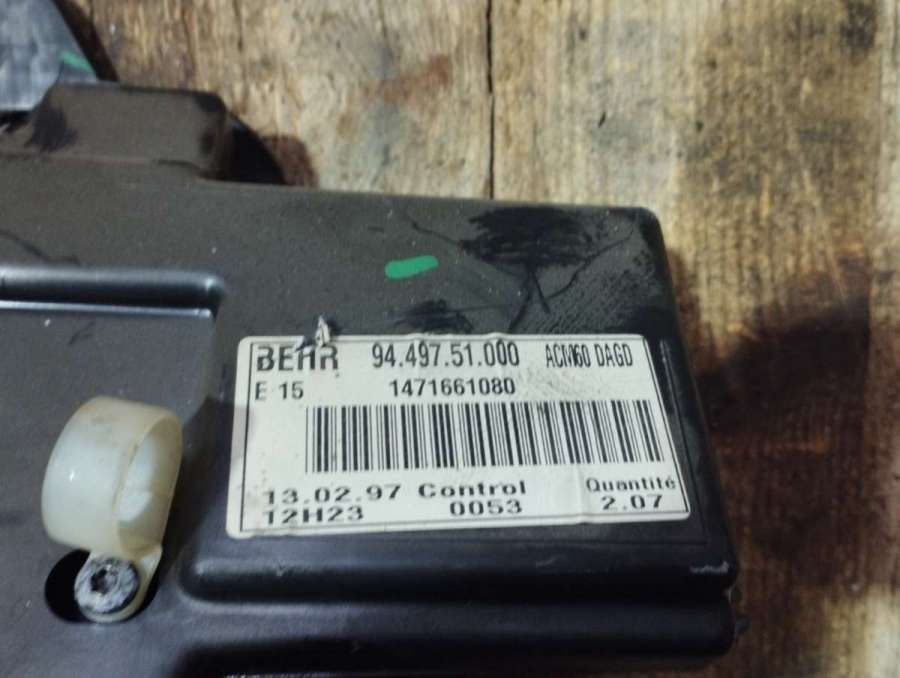 BEHR 94.497.51.000 ACM60 DAGD
E 15 1471661080
13.02.97 Control Quantité
12H23 0053 2.07